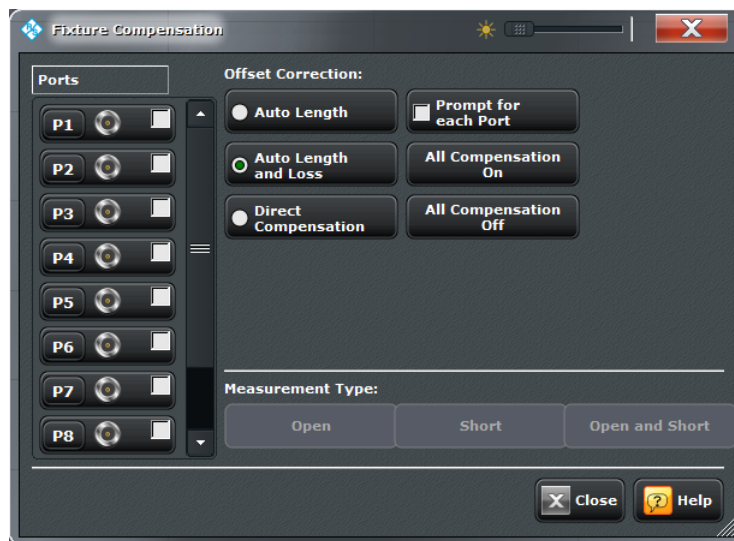 Fixture Compensation
X
Ports
P1
P2
P3
P4
P5
P6
P7
P8
Offset Correction:
Auto Length
Prompt for
each Port
Auto Length
and Loss
All Compensation
On
Direct
Compensation
All Compensation
Off
Measurement Type:
Open
Short
Open and Short
X Close
? Help